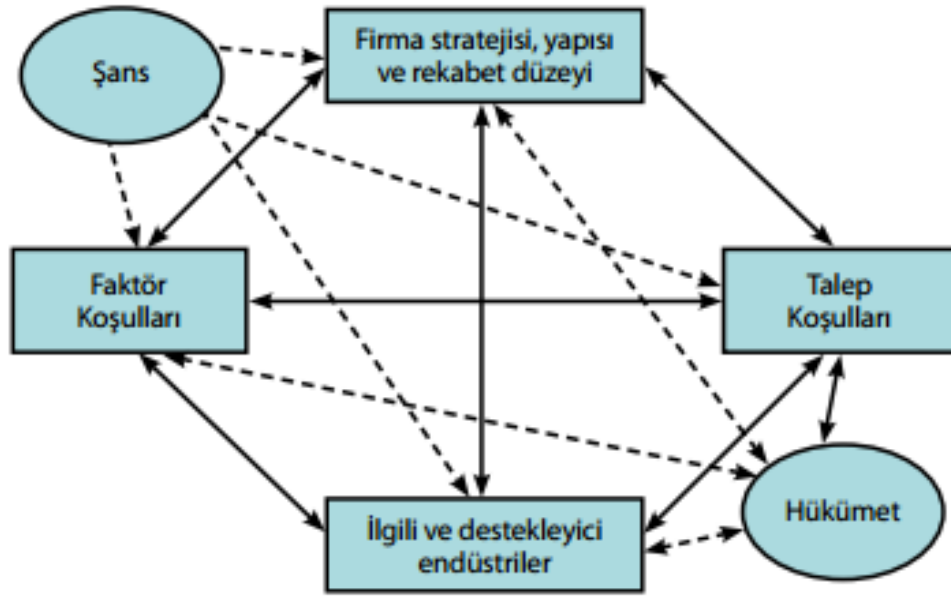 Şans
Firma stratejisi, yapısı
ve rekabet düzeyi
Faktör
Koşulları
Talep
Koşulları
İlgili ve destekleyici
endüstriler
Hükümet